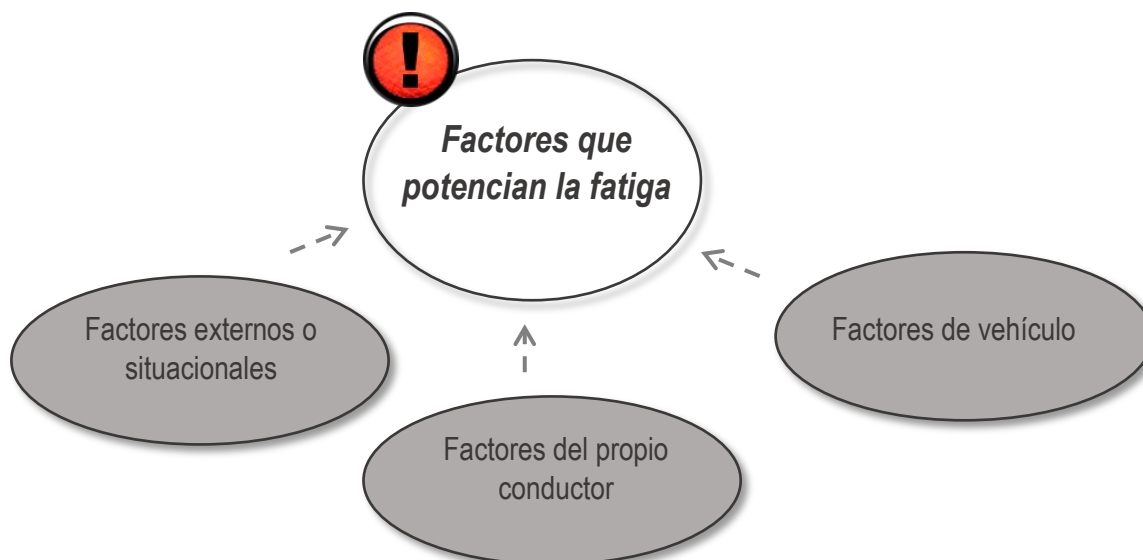 Factores que
potencian la fatiga
Factores externos o
situacionales
Factores de vehículo
Factores del propio
conductor